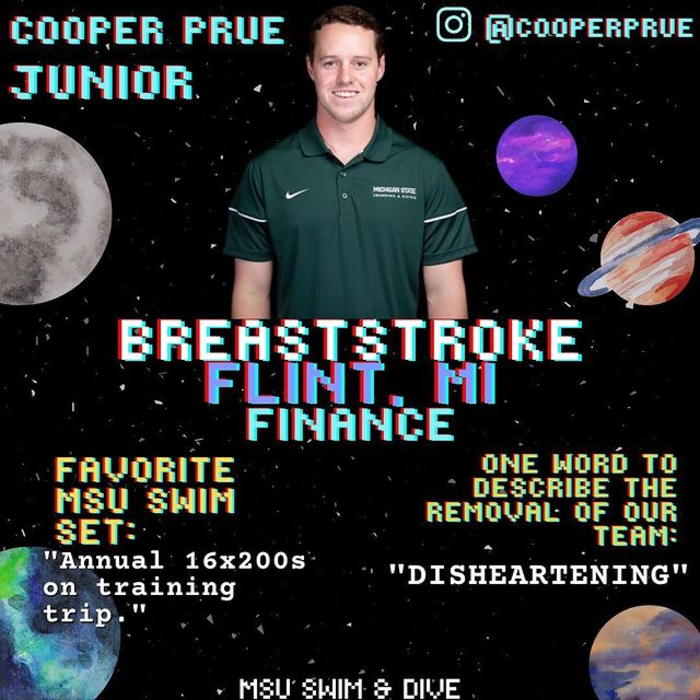 COOPER PRUE
@COOPERPRUE
JUNIOR
MICHIGAN STATE
SWIMMING & DIVING
BREASTSTROKE
FLINT, MI
FINANCE
FAVORITE
MSU SWIM
SET:
"Annual 16x200s
on training
trip."
ONE WORD TO
DESCRIBE THE
REMOVAL OF OUR
TEAM:
"DISHEARTENING"
MSU SWIM & DIVE